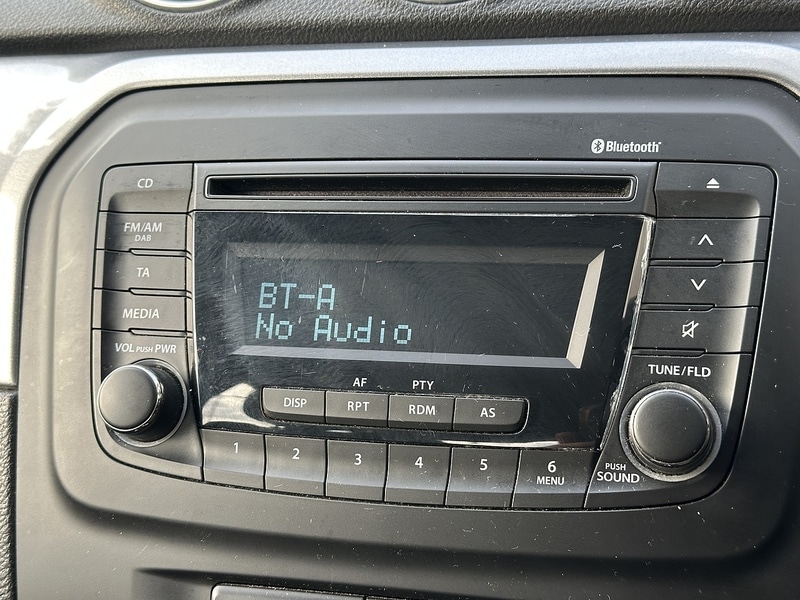 Bluetooth
CD
FM/AM
DAB
TA
MEDIA
VOL PUSH PWR
BT-A
No Audio
AF
PTY
DISP
RPT
RDM
AS
1
2
3
4
5
6
MENU
TUNE/FLD
PUSH
SOUND